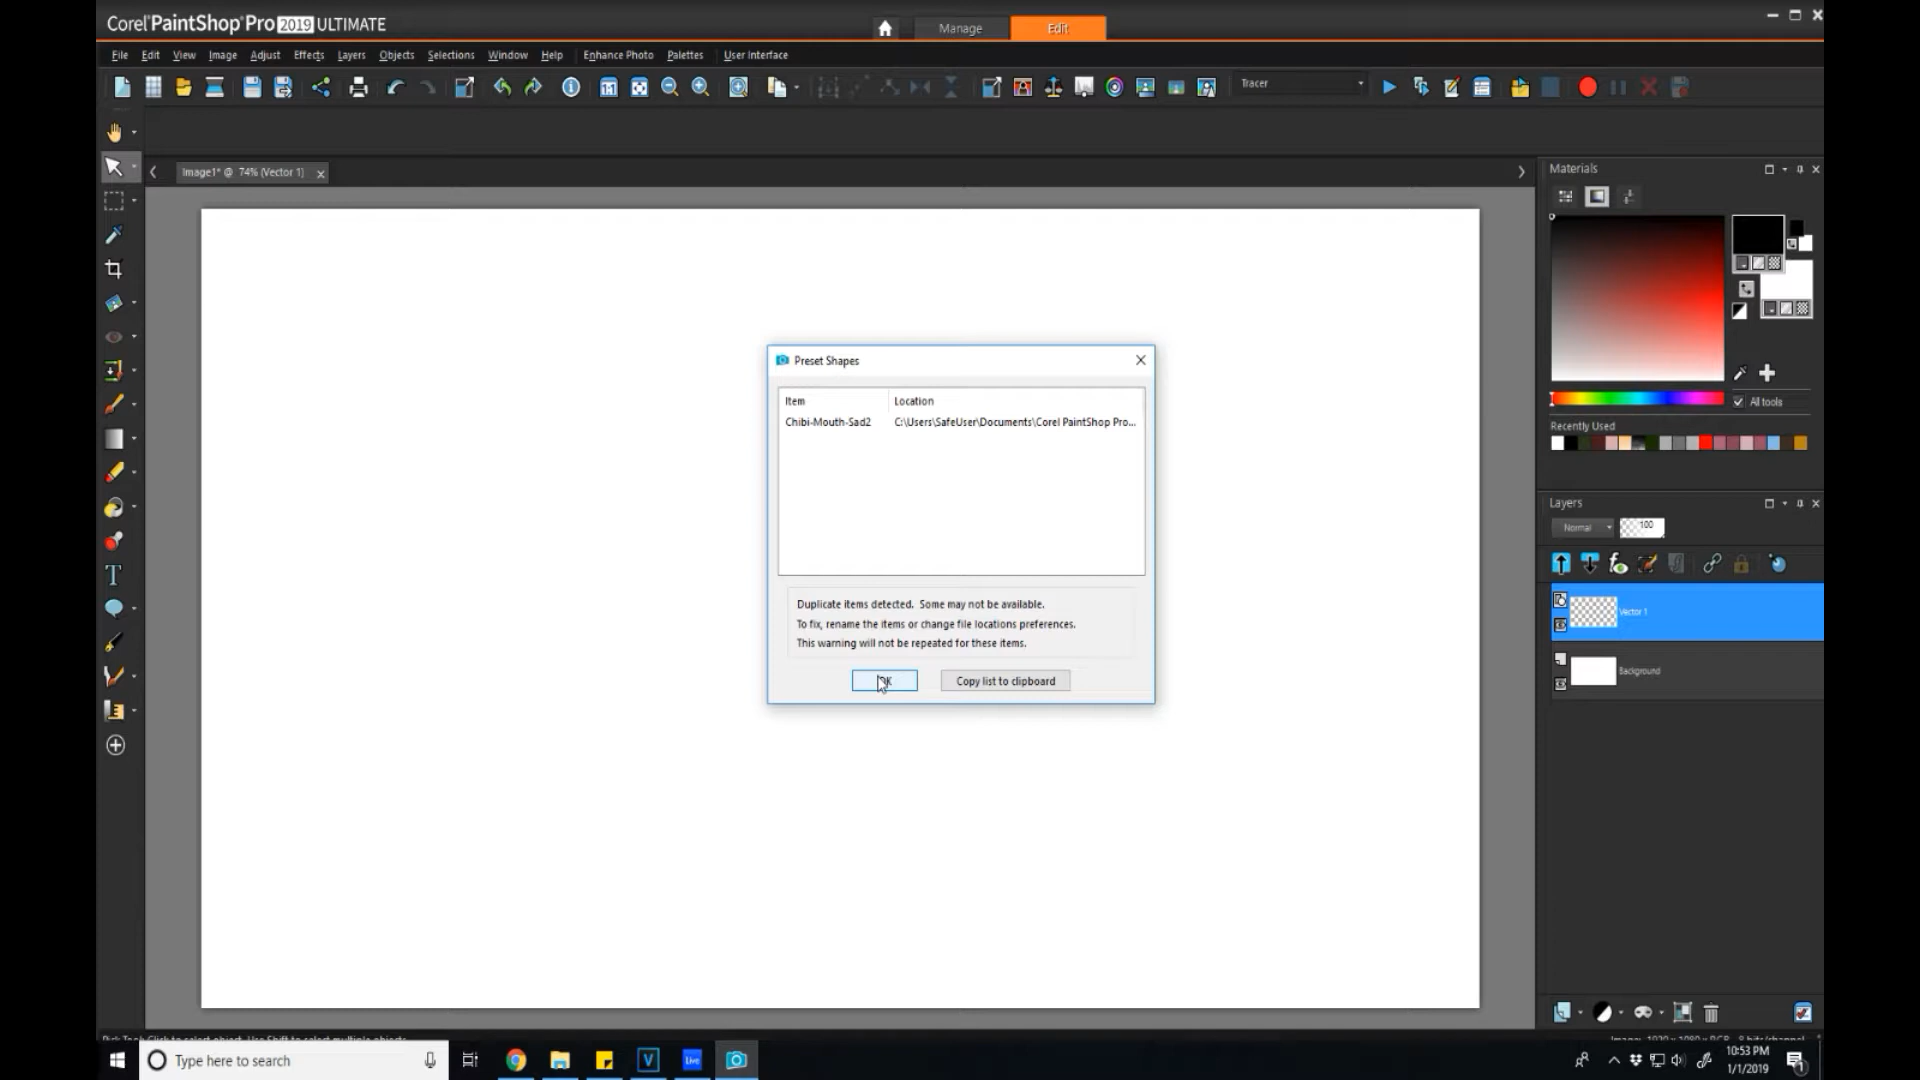 Corel PaintShop Pro 2019 ULTIMATE
Manage
Edit
File Edit View Image Adjust Effects Layers Objects Selections Window Help Enhance Photo Palettes User Interface
Tracer
Image1* @ 74% (Vector 1)
Materials
All tools
Recently Used
Layers
Normal
100
Vector 1
Background
Preset Shapes
Item Location
Chibi-Mouth-Sad2 C:\Users\SafeUser\Documents\Corel PaintShop Pro...
Duplicate items detected. Some may not be available.
To fix, rename the items or change file locations preferences.
This warning will not be repeated for these items.
Copy list to clipboard
Type here to search
Live
10:53 PM
1/1/2019